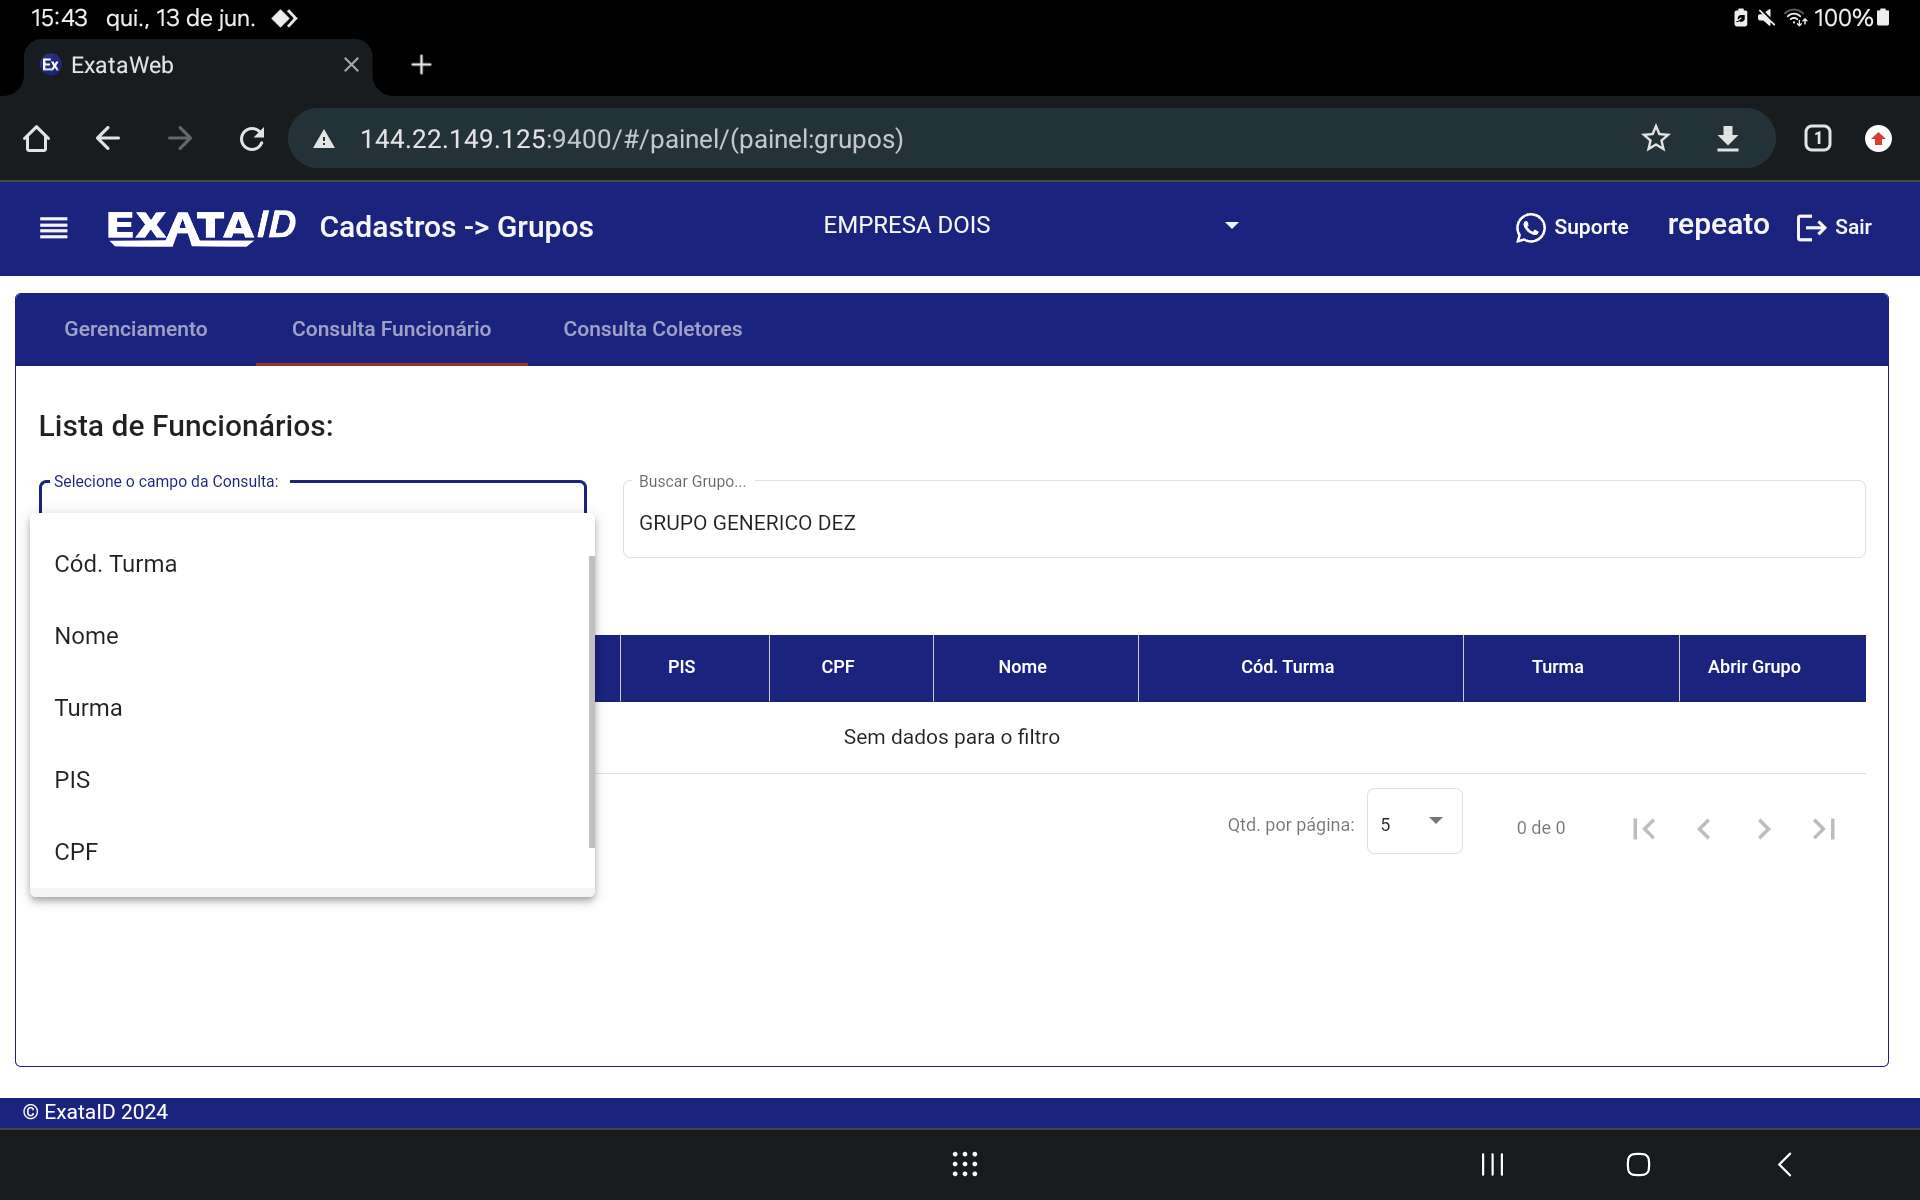 15:43 qui., 13 de jun. 100%
Ex ExataWeb
144.22.149.125:9400/#/painel/(painel:grupos) 1
EXATAID Cadastros -> Grupos EMPRESA DOIS Suporte repeato Sair
Gerenciamento Consulta Funcionário Consulta Coletores
Lista de Funcionários:
Selecione o campo da Consulta: Buscar Grupo...
GRUPO GENERICO DEZ
Cód. Turma
Nome
Turma
PIS
CPF
PIS CPF Nome Cód. Turma Turma Abrir Grupo
Sem dados para o filtro
Qtd. por página: 5 0 de 0
© ExataID 2024